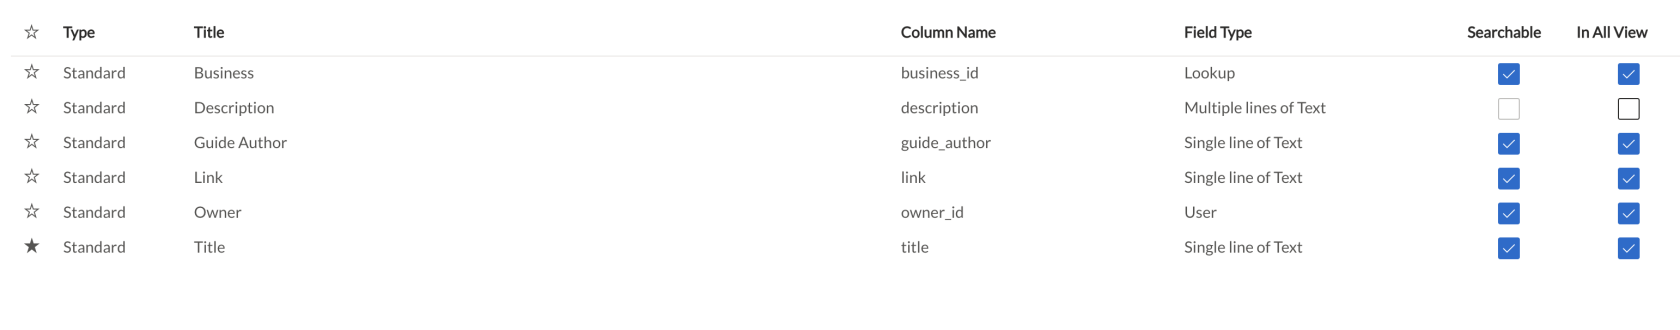 Type Title Column Name Field Type Searchable In All View
Standard Business business_id Lookup
Standard Description description Multiple lines of Text
Standard Guide Author guide_author Single line of Text
Standard Link link Single line of Text
Standard Owner owner_id User
Standard Title title Single line of Text